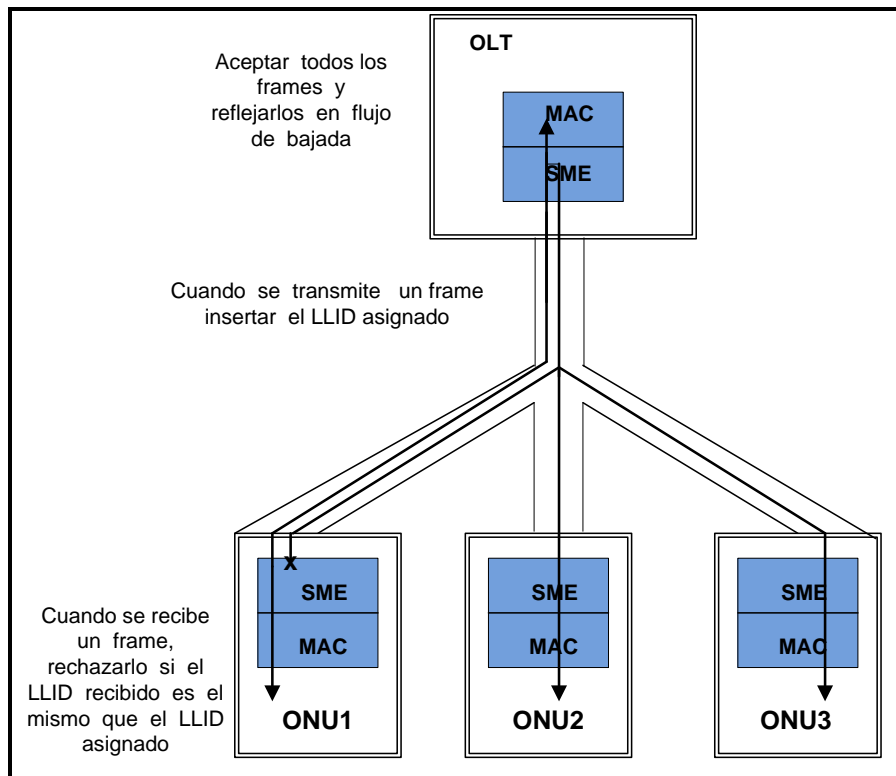 OLT
Aceptar todos los
frames y
reflejarlos en flujo
de bajada
MAC
SME
Cuando se transmite un frame
insertar el LLID asignado
x
SME
MAC
SME
MAC
SME
MAC
Cuando se recibe
un frame,
rechazarlo si el
LLID recibido es el
mismo que el LLID
asignado
ONU1
ONU2
ONU3